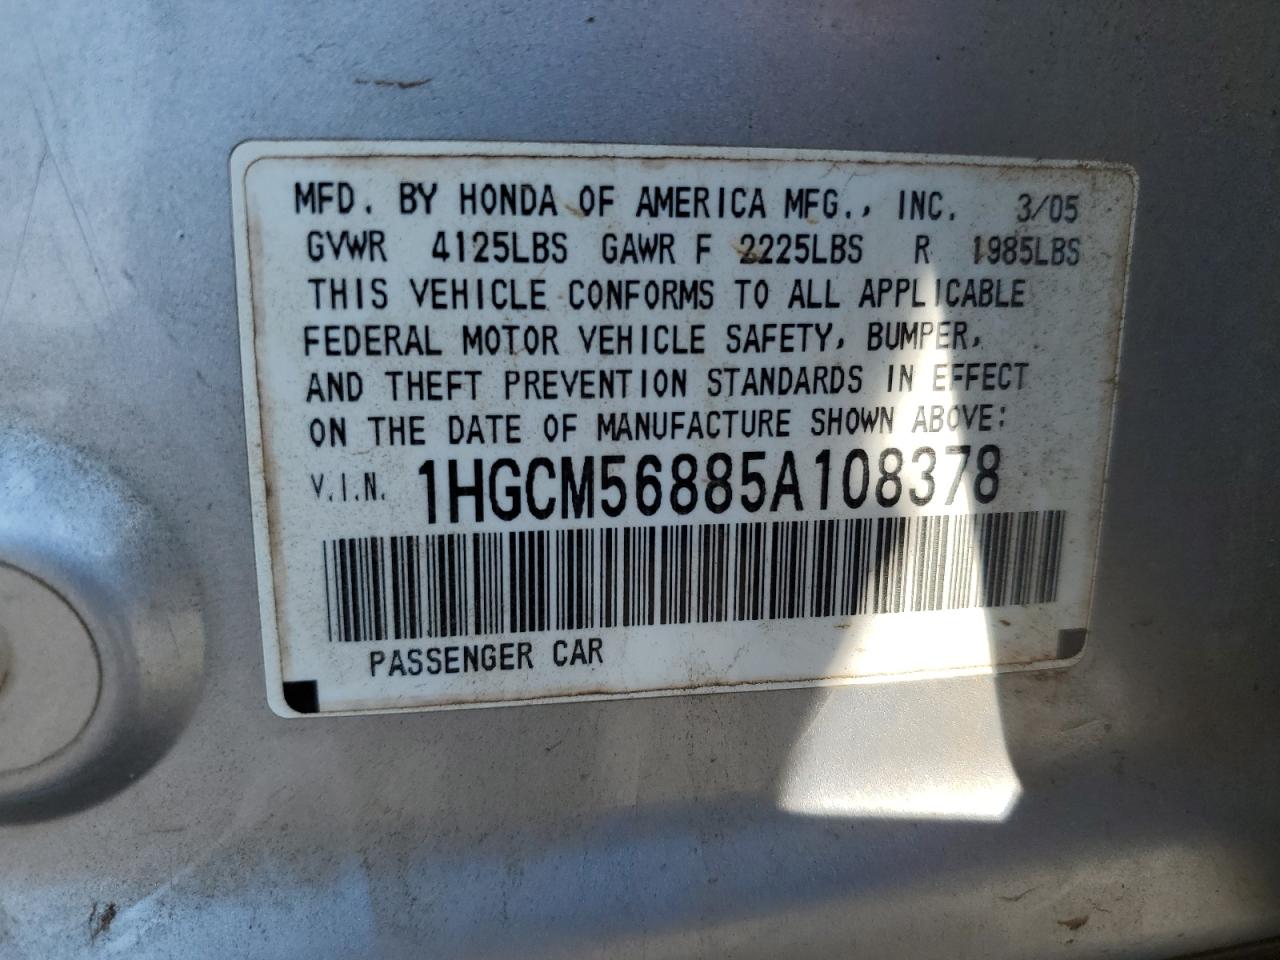 MFD. BY HONDA OF AMERICA MFG., INC. 3/05
GVWR 4125LBS GAWR F 2225LBS R 1985LBS
THIS VEHICLE CONFORMS TO ALL APPLICABLE
FEDERAL MOTOR VEHICLE SAFETY, BUMPER,
AND THEFT PREVENTION STANDARDS IN EFFECT
ON THE DATE OF MANUFACTURE SHOWN ABOVE:
V.I.N. 1HGCM56885A108378
PASSENGER CAR